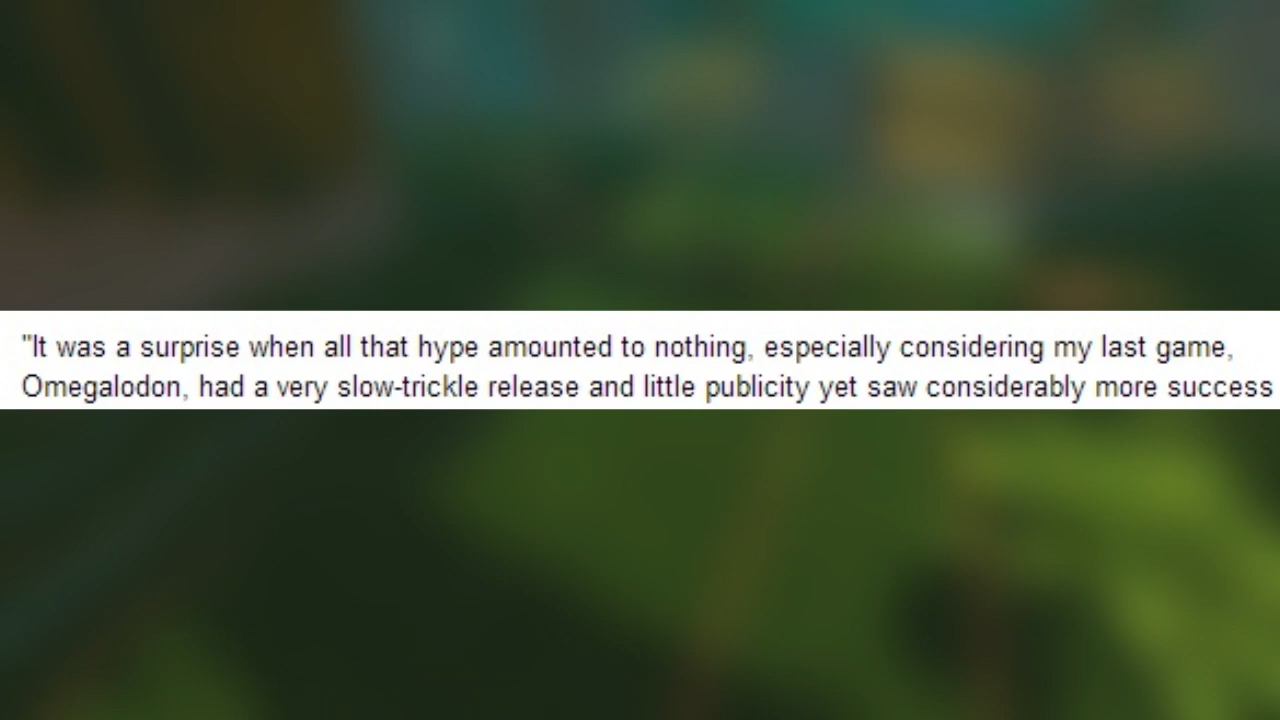 "It was a surprise when all that hype amounted to nothing, especially considering my last game,
Omegalodon, had a very slow-trickle release and little publicity yet saw considerably more success